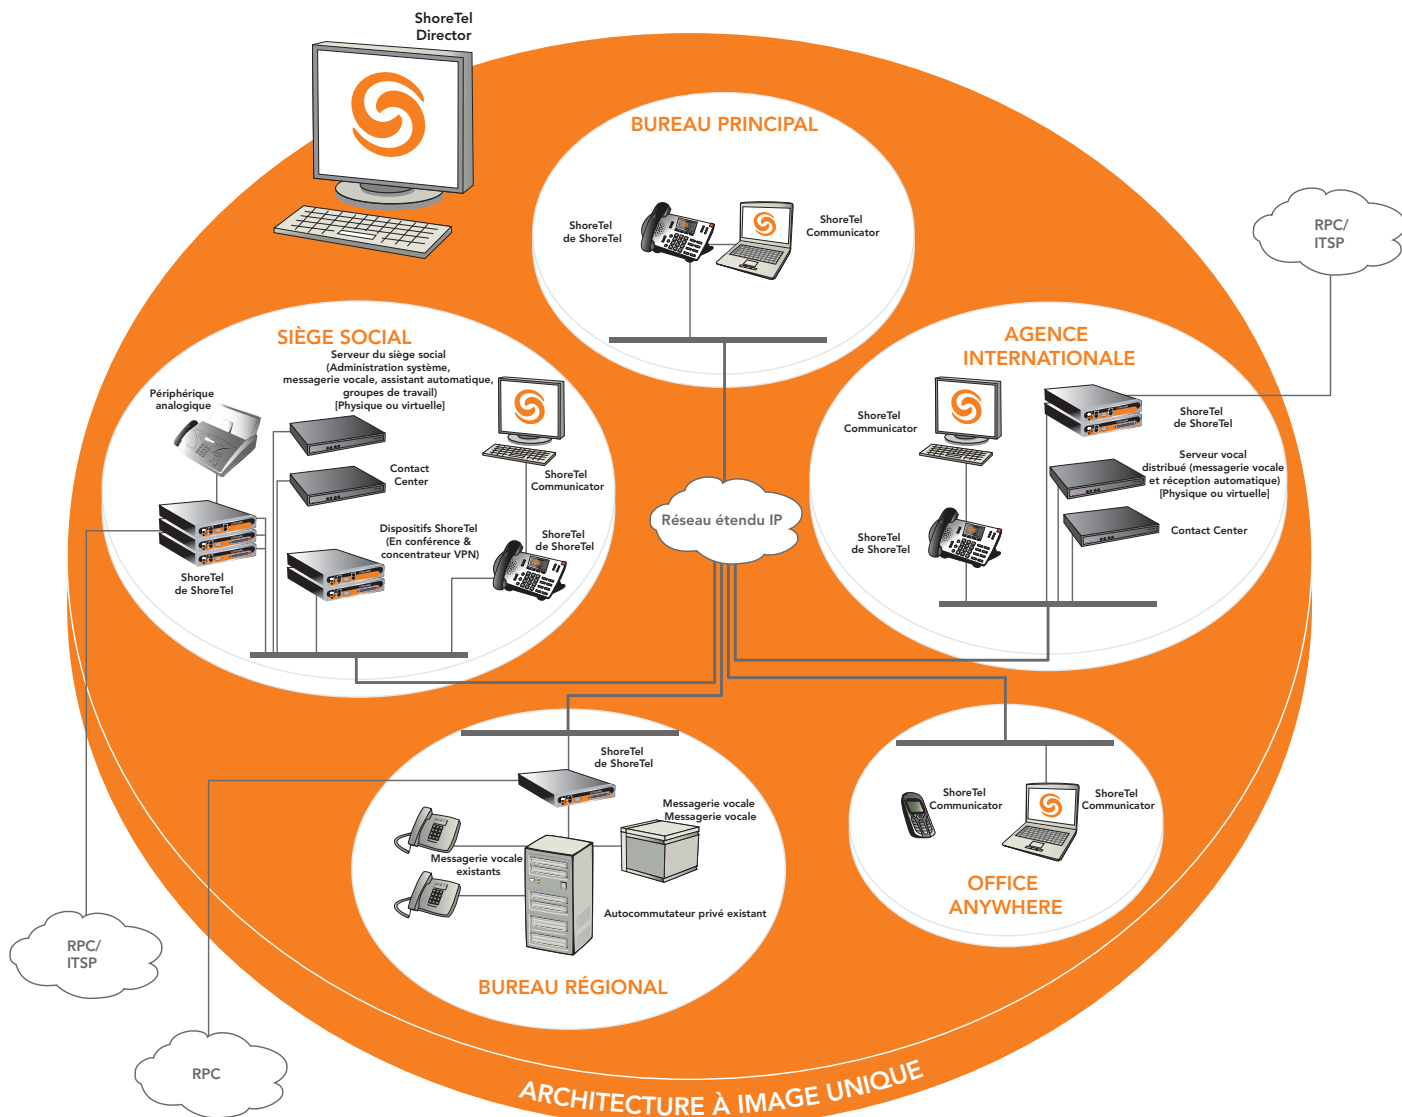 ShoreTel
Director
BUREAU PRINCIPAL
ShoreTel
de ShoreTel
ShoreTel
Communicator
RPC/
ITSP
SIÈGE SOCIAL
Serveur du siège social
(Administration système,
messagerie vocale, assistant automatique,
groupes de travail)
[Physique ou virtuelle]
Périphérique
analogique
Contact
Center
ShoreTel
Communicator
Dispositifs ShoreTel
(En conférence &
concentrateur VPN)
ShoreTel
de ShoreTel
ShoreTel
de ShoreTel
AGENCE
INTERNATIONALE
ShoreTel
Communicator
ShoreTel
de ShoreTel
Serveur vocal
distribué (messagerie vocale
et réception automatique)
[Physique ou virtuelle]
Contact Center
ShoreTel
de ShoreTel
Réseau étendu IP
ShoreTel
de ShoreTel
Messagerie vocale
Messagerie vocale
Messagerie vocale
existants
Autocommutateur privé existant
BUREAU RÉGIONAL
ShoreTel
Communicator
ShoreTel
Communicator
OFFICE
ANYWHERE
RPC/
ITSP
RPC
ARCHITECTURE À IMAGE UNIQUE